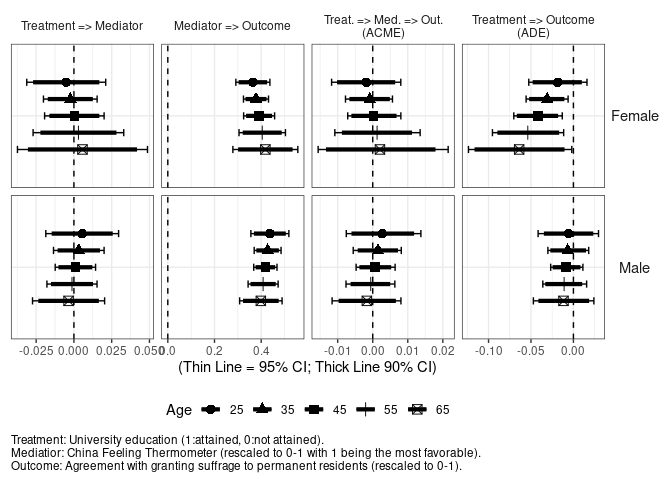 Treatment => Mediator
Mediator => Outcome
Treat. => Med. => Out.
(ACME)
Treatment => Outcome
(ADE)
Female
Male
-0.025 0.000 0.025 0.050
0.0 0.2 0.4
-0.01 0.00 0.01 0.02
-0.10 -0.05 0.00
(Thin Line = 95% CI; Thick Line 90% CI)
Age 25 35 45 55 65
Treatment: University education (1:attained, 0:not attained).
Mediatior: China Feeling Thermometer (rescaled to 0-1 with 1 being the most favorable).
Outcome: Agreement with granting suffrage to permanent residents (rescaled to 0-1).